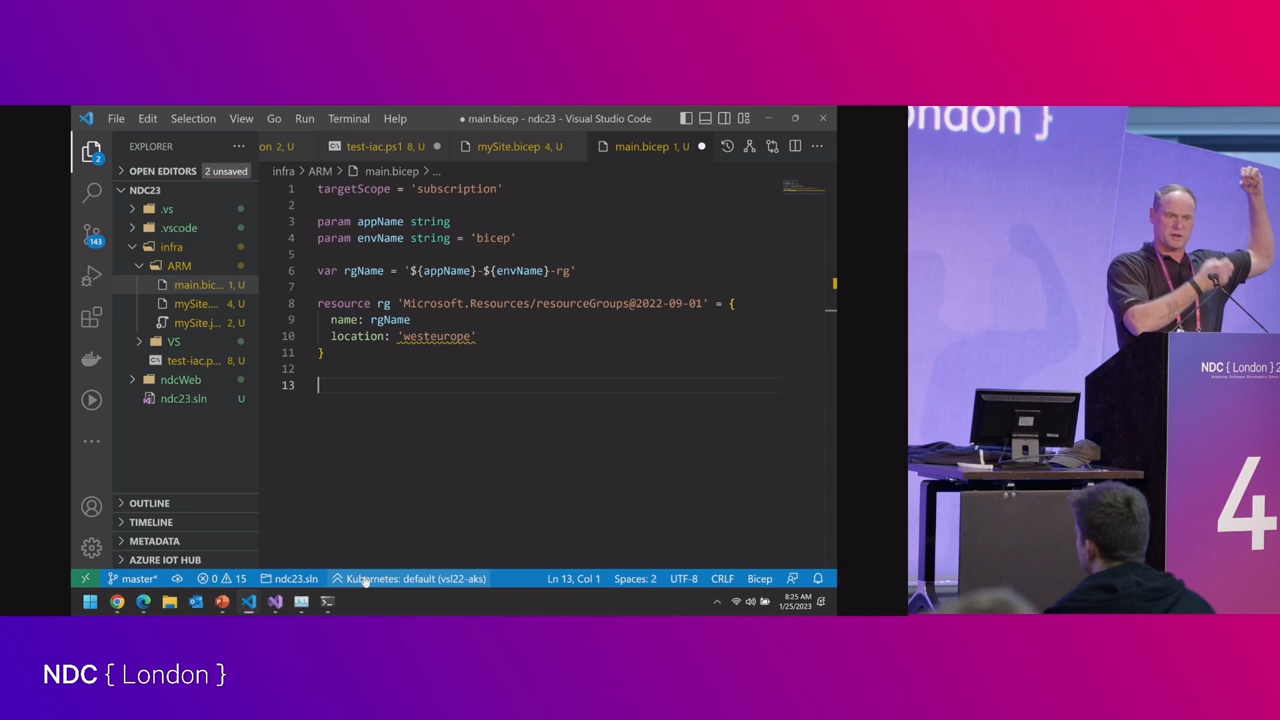 File Edit Selection View Go Run Terminal Help
● main.bicep - ndc23 - Visual Studio Code
EXPLORER
OPEN EDITORS 2 unsaved
NDC23
.vs
.vscode
infra
ARM
main.bic... 1, U
mySite.... 4, U
mySite.j... 2, U
VS
test-iac.p... 8, U
ndcWeb
ndc23.sln U
OUTLINE
TIMELINE
METADATA
AZURE IOT HUB
2
143
on 2, U
test-iac.ps1 8, U
mySite.bicep 4, U
main.bicep 1, U
infra > ARM > main.bicep > ...
1 targetScope = 'subscription'
2
3 param appName string
4 param envName string = 'bicep'
5
6 var rgName = '${appName}-${envName}-rg'
7
8 resource rg 'Microsoft.Resources/resourceGroups@2022-09-01' = {
9 name: rgName
10 location: 'westeurope'
11 }
12
13
master* 0 15 ndc23.sln Kubernetes: default (vsl22-aks) Ln 13, Col 1 Spaces: 2 UTF-8 CRLF Bicep
8:25 AM
1/25/2023
ondon }
NDC { London } 2
4
NDC { London }